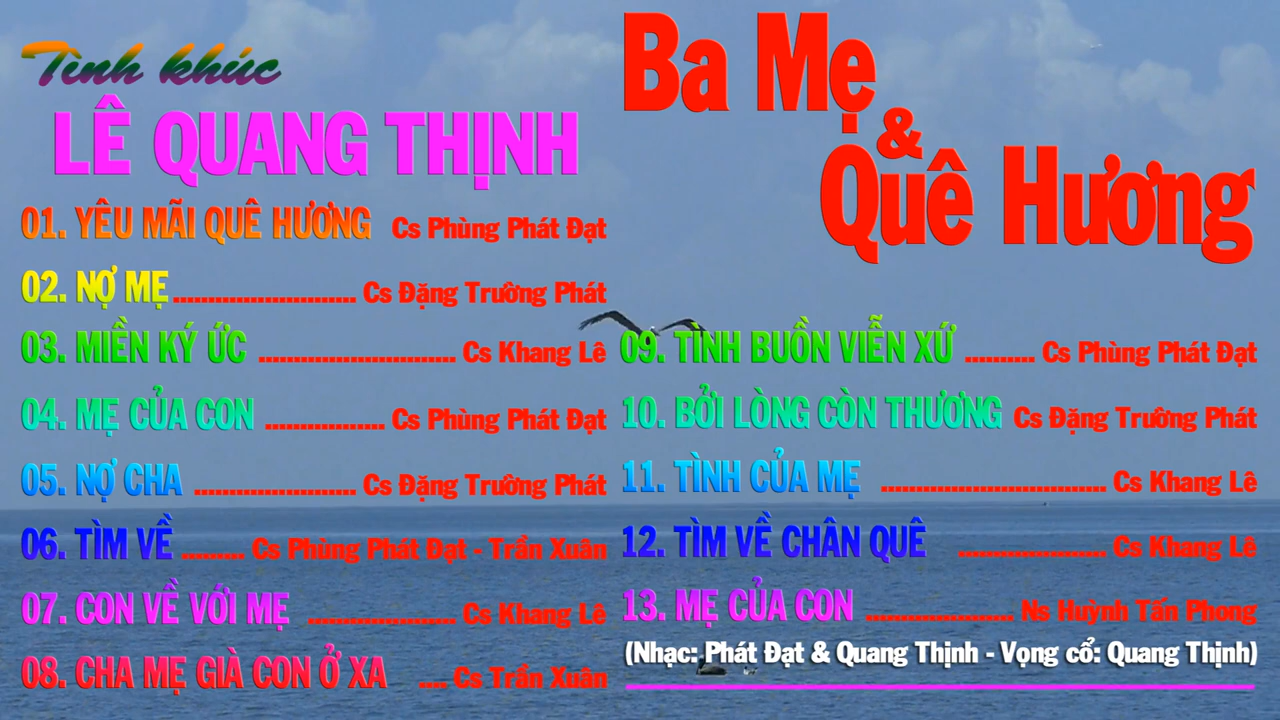 Tình khúc
LÊ QUANG THỊNH
Ba Mẹ
&
Quê Hương
01. YÊU MÃI QUÊ HƯƠNG Cs Phùng Phát Đạt
02. NỢ MẸ .......................... Cs Đặng Trường Phát
03. MIỀN KÝ ỨC ............................ Cs Khang Lê
04. MẸ CỦA CON ................. Cs Phùng Phát Đạt
05. NỢ CHA ....................... Cs Đặng Trường Phát
06. TÌM VỀ ......... Cs Phùng Phát Đạt - Trần Xuân
07. CON VỀ VỚI MẸ ..................... Cs Khang Lê
08. CHA MẸ GIÀ CON Ở XA .... Cs Trần Xuân
09. TÌNH BUỒN VIỄN XỨ .......... Cs Phùng Phát Đạt
10. BỞI LÒNG CÒN THƯƠNG Cs Đặng Trường Phát
11. TÌNH CỦA MẸ ................................ Cs Khang Lê
12. TÌM VỀ CHÂN QUÊ ..................... Cs Khang Lê
13. MẸ CỦA CON ..................... Ns Huỳnh Tấn Phong
(Nhạc: Phát Đạt & Quang Thịnh - Vọng cổ: Quang Thịnh)